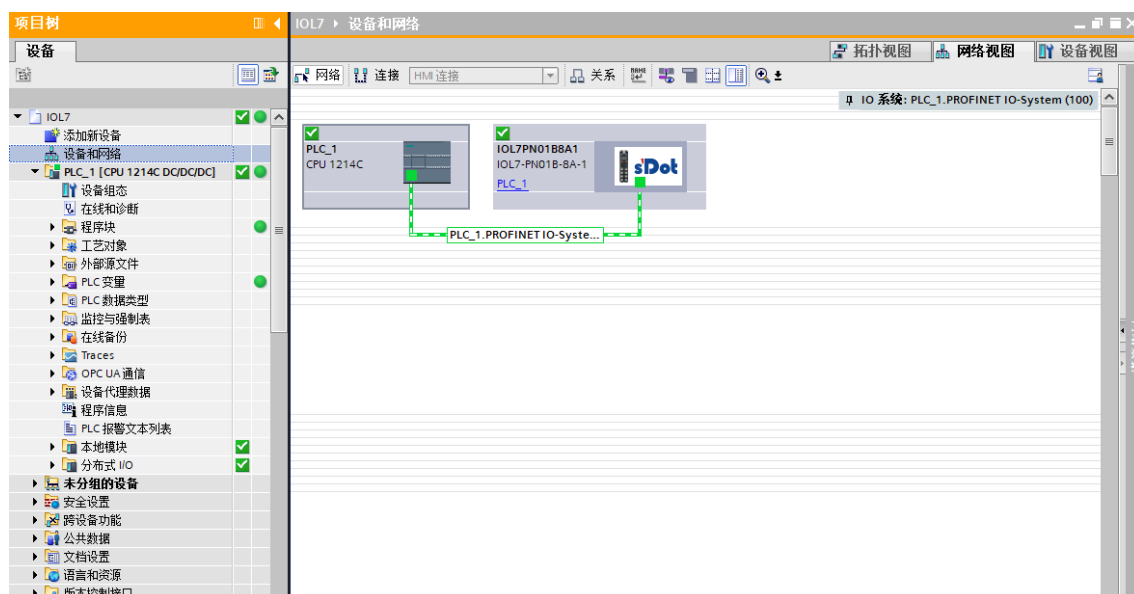 项目树
IOL7 ▸ 设备和网络
设备
拓扑视图
网络视图
设备视图
网络
连接
HMI 连接
关系
IO 系统: PLC_1.PROFINET IO-System (100)
IOL7
添加新设备
设备和网络
PLC_1 [CPU 1214C DC/DC/DC]
设备组态
在线和诊断
程序块
工艺对象
外部源文件
PLC 变量
PLC 数据类型
监控与强制表
在线备份
Traces
OPC UA 通信
设备代理数据
程序信息
PLC 报警文本列表
本地模块
分布式 I/O
未分组的设备
安全设置
跨设备功能
公共数据
文档设置
语言和资源
版本控制接口
PLC_1
CPU 1214C
IOL7PN01B8A1
IOL7-PN01B-8A-1
PLC_1
s'Dot
PLC_1.PROFINET IO-Syste...